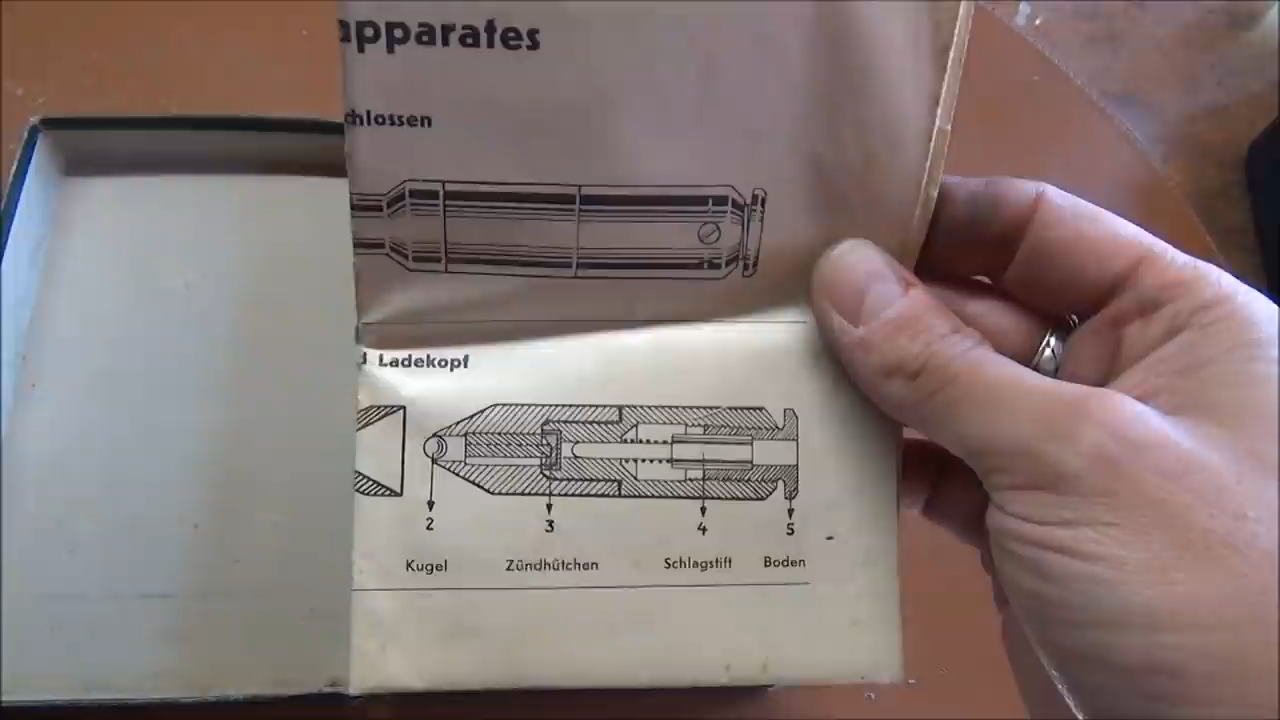 apparates
chlossen
d Ladekopf
2 3 4 5
Kugel Zündhütchen Schlagstift Boden